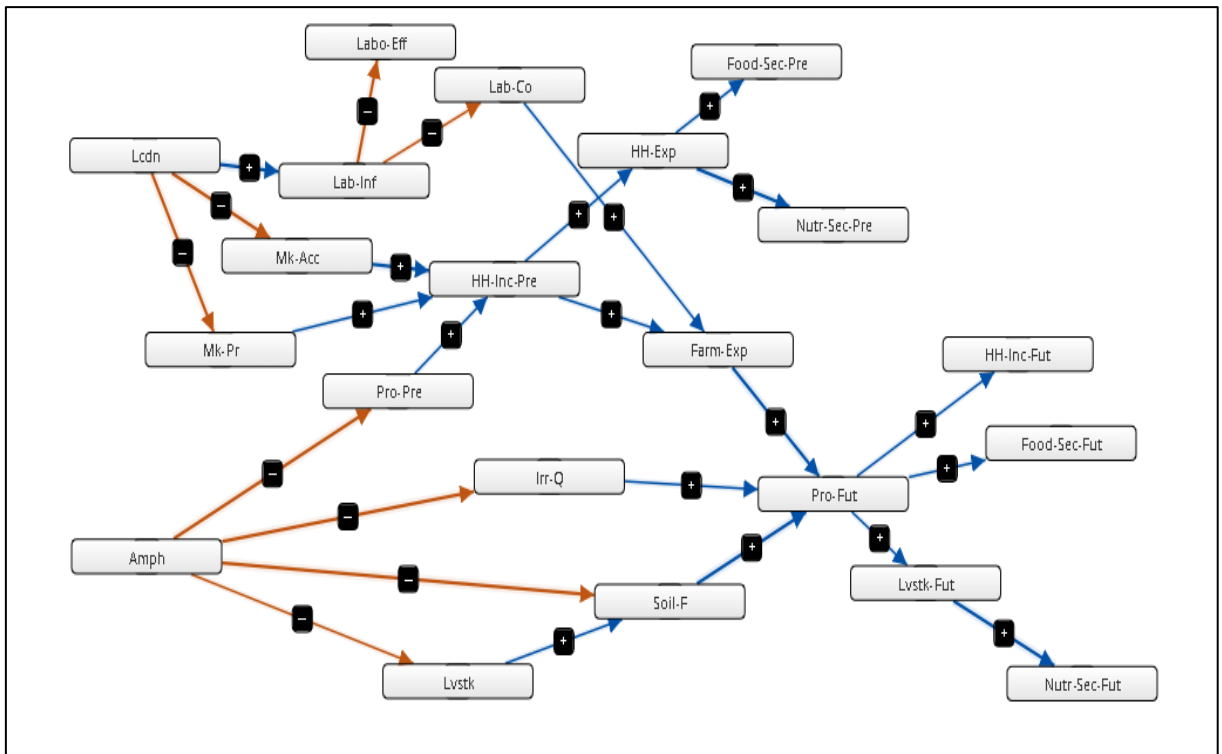 Labo-Eff
Food-Sec-Pre
Lab-Co
–
+
–
Lcdn
HH-Exp
+
Lab-Inf
+
–
+
+
Nutr-Sec-Pre
–
Mk-Acc
+
HH-Inc-Pre
+
+
+
Mk-Pr
Farm-Exp
HH-Inc-Fut
Pro-Pre
+
+
Food-Sec-Fut
–
Irr-Q
+
+
Pro-Fut
–
+
+
Amph
–
Lvstk-Fut
Soil-F
–
+
+
Lvstk
Nutr-Sec-Fut